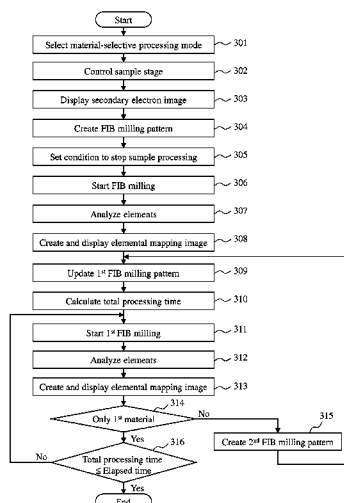 Start
Select material-selective processing mode 301
Control sample stage 302
Display secondary electron image 303
Create FIB milling pattern 304
Set condition to stop sample processing 305
Start FIB milling 306
Analyze elements 307
Create and display elemental mapping image 308
Update 1st FIB milling pattern 309
Calculate total processing time 310
Start 1st FIB milling 311
Analyze elements 312
Create and display elemental mapping image 313
314
Only 1st material
No
315
Create 2nd FIB milling pattern
Yes
316
No
Total processing time
≦ Elapsed time
Yes
End